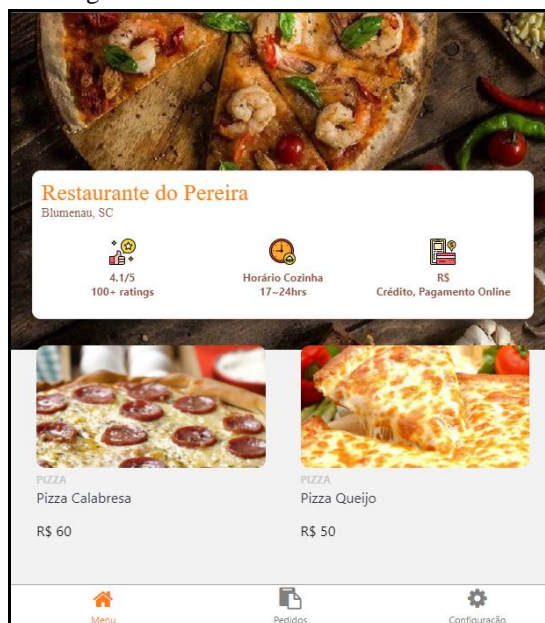 Restaurante do Pereira
Blumenau, SC
4.1/5
100+ ratings
Horário Cozinha
17~24hrs
R$
Crédito, Pagamento Online
PIZZA
Pizza Calabresa
R$ 60
PIZZA
Pizza Queijo
R$ 50
Menu
Pedidos
Configuração